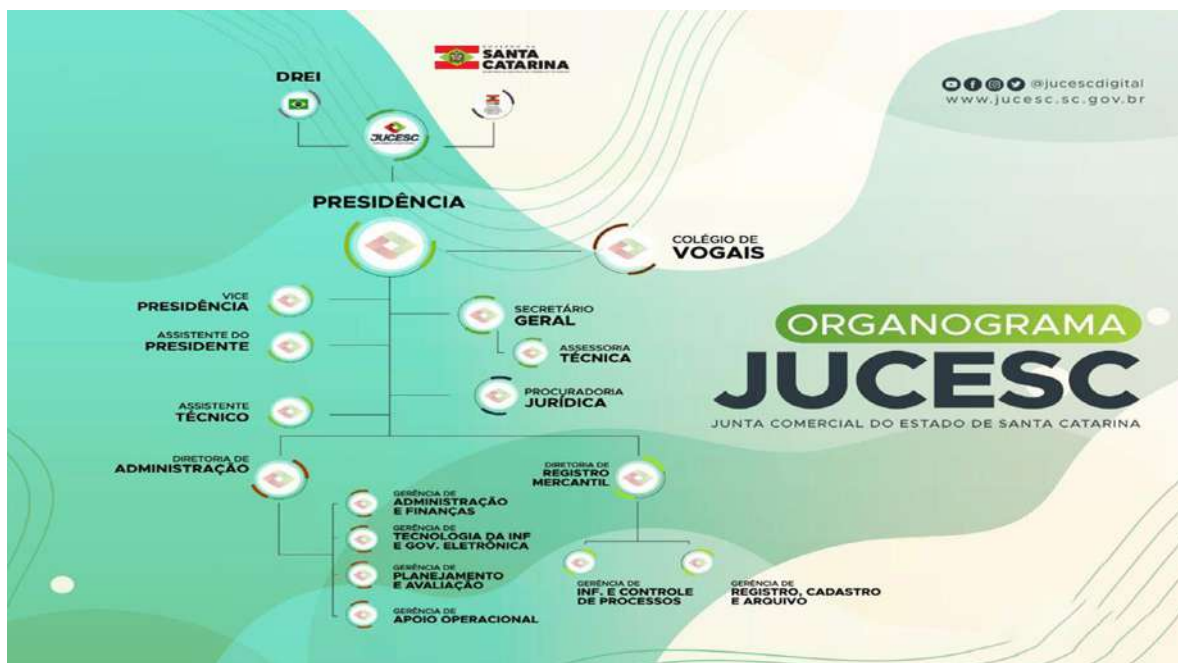 GOVERNO DE
SANTA
CATARINA
DREI
@jucescdigital
www.jucesc.sc.gov.br
JUCESC
PRESIDÊNCIA
COLÉGIO DE
VOGAIS
VICE
PRESIDÊNCIA
SECRETÁRIO
GERAL
ASSISTENTE DO
PRESIDENTE
ASSESSORIA
TÉCNICA
PROCURADORIA
JURÍDICA
ASSISTENTE
TÉCNICO
ORGANOGRAMA
JUCESC
JUNTA COMERCIAL DO ESTADO DE SANTA CATARINA
DIRETORIA DE
ADMINISTRAÇÃO
DIRETORIA DE
REGISTRO
MERCANTIL
GERÊNCIA DE
ADMINISTRAÇÃO
E FINANÇAS
GERÊNCIA DE
TECNOLOGIA DA INF
E GOV. ELETRÔNICA
GERÊNCIA DE
PLANEJAMENTO
E AVALIAÇÃO
GERÊNCIA DE
APOIO OPERACIONAL
GERÊNCIA DE
INF. E CONTROLE
DE PROCESSOS
GERÊNCIA DE
REGISTRO, CADASTRO
E ARQUIVO